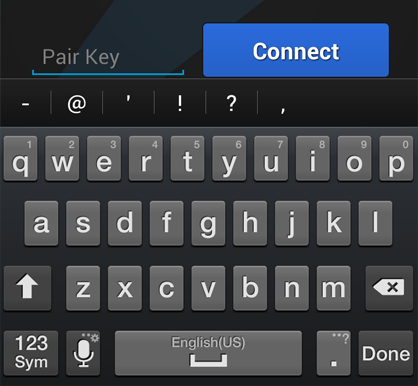 Pair Key Connect
- @ ' ! ? ,
1 2 3 4 5 6 7 8 9 0
q w e r t y u i o p
a s d f g h j k l
z x c v b n m
123 English(US) ...?
Sym . Done